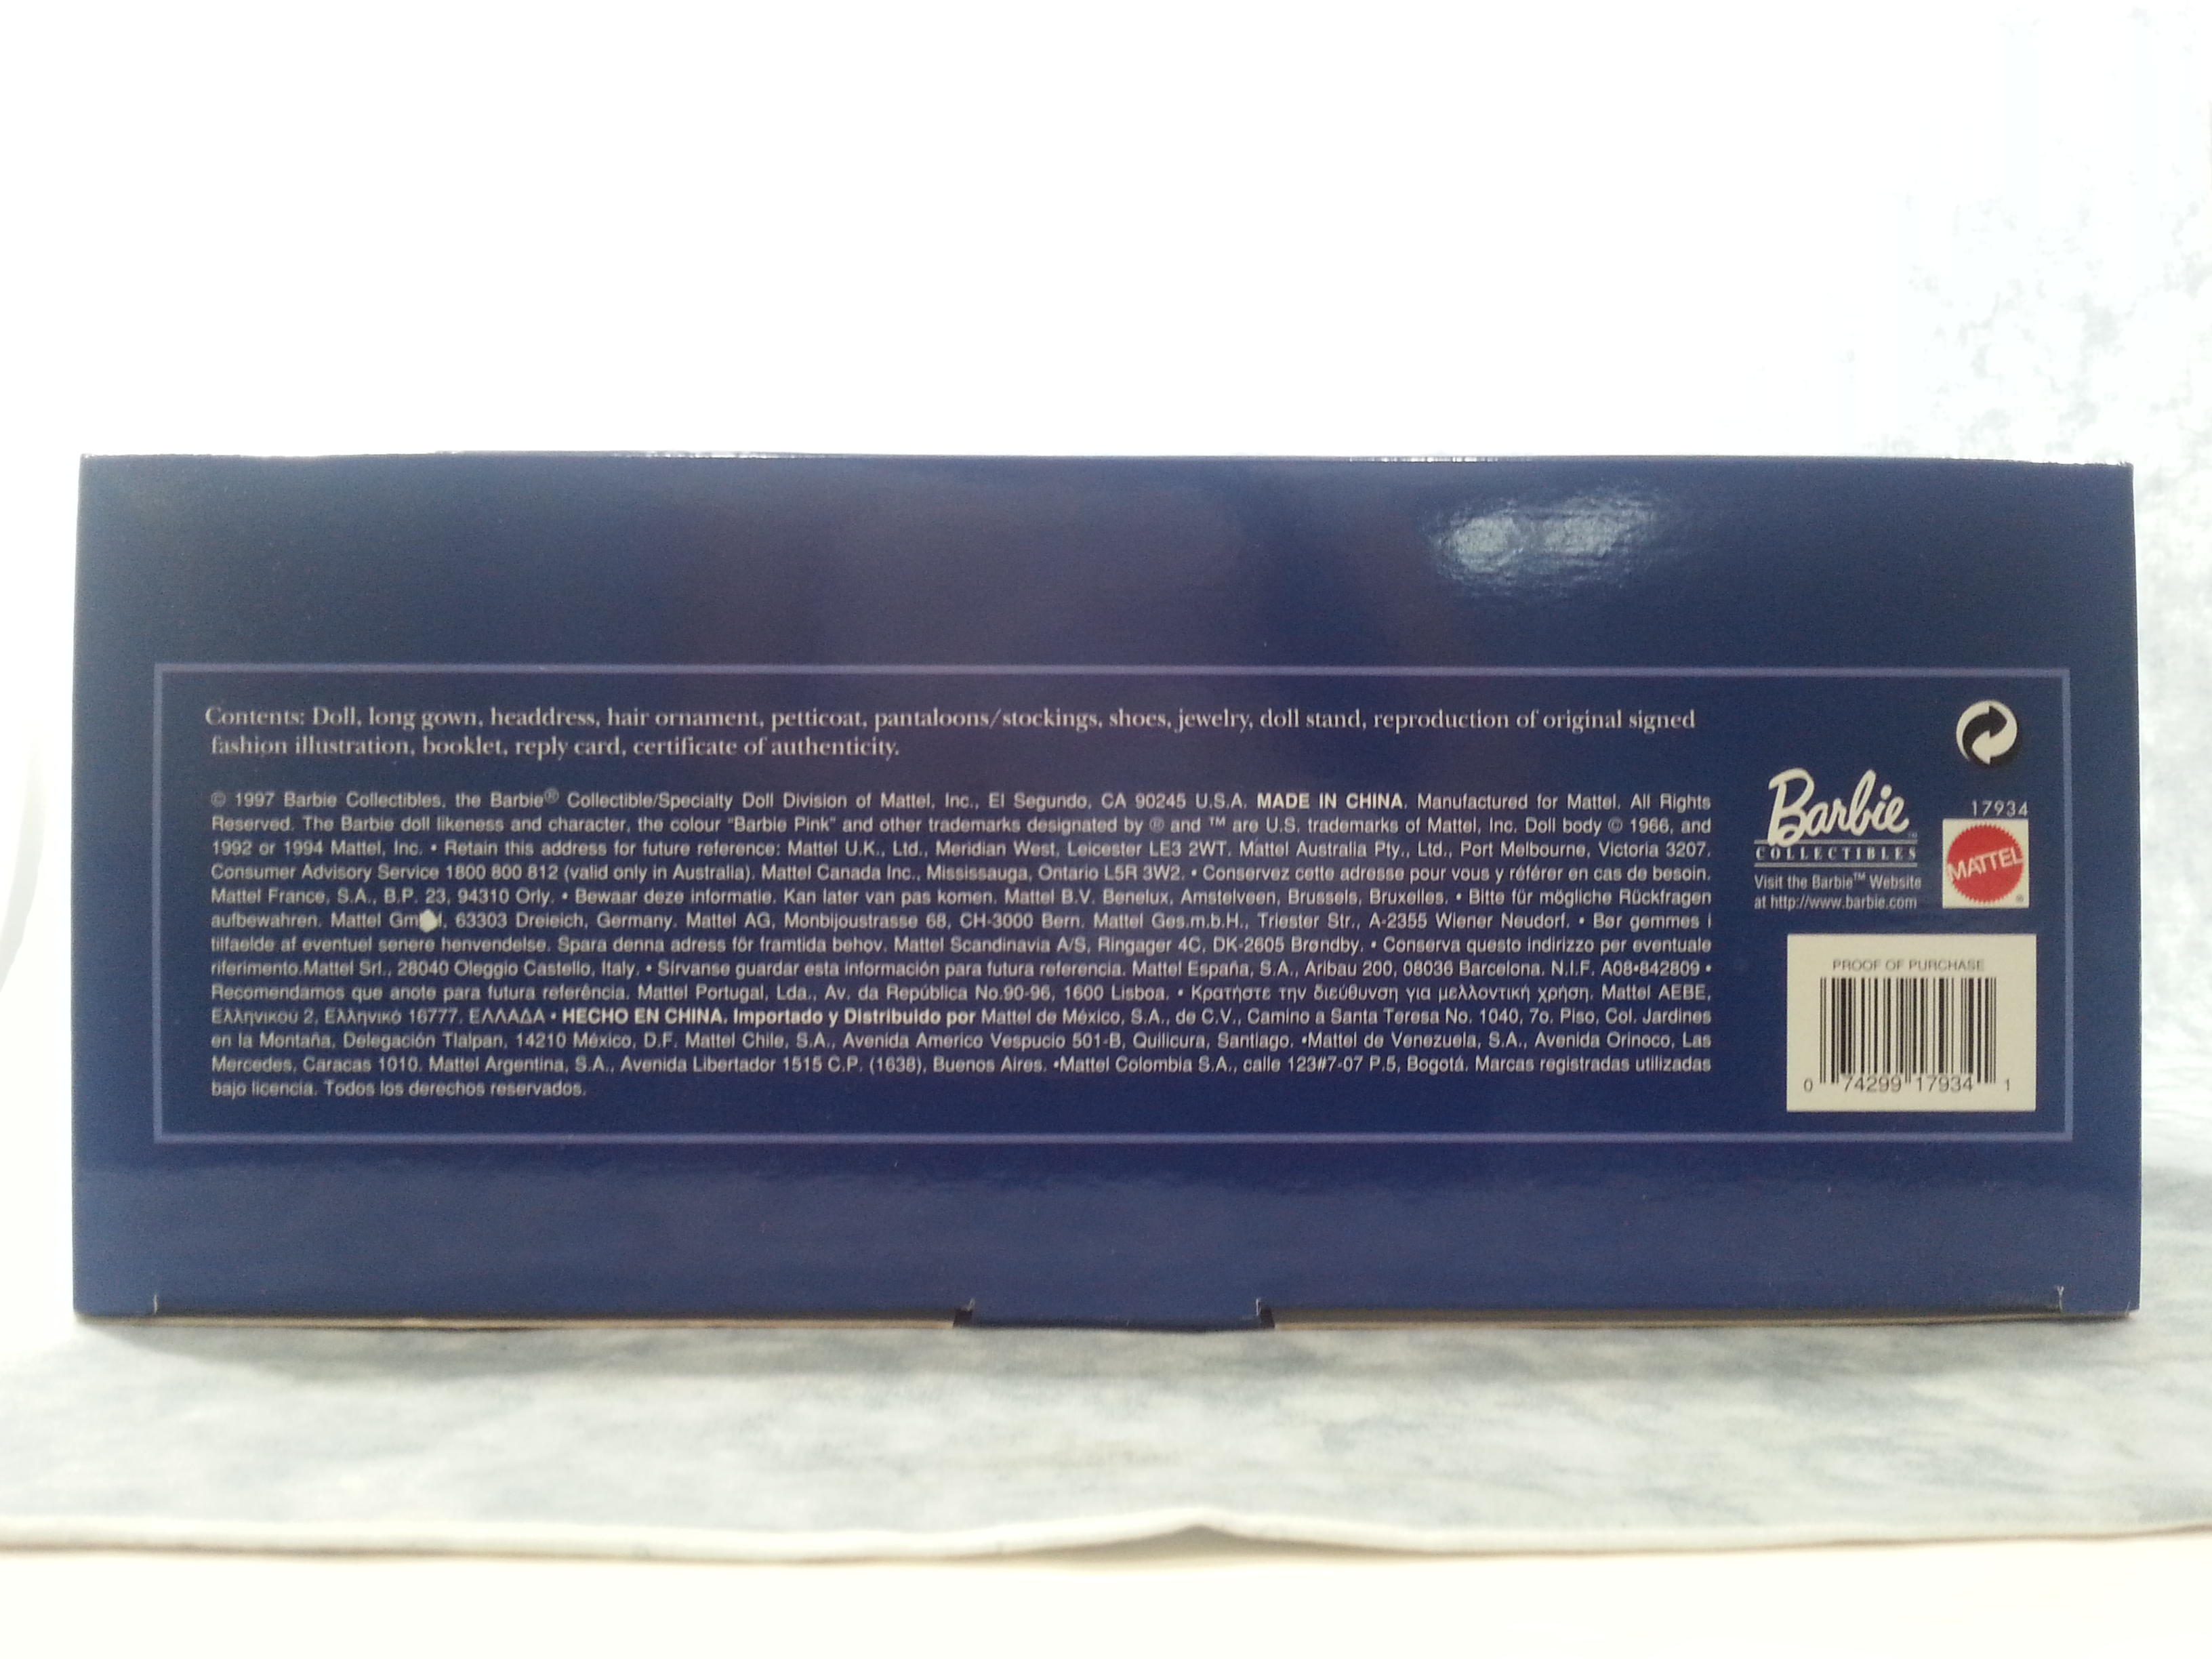 Contents: Doll, long gown, headdress, hair ornament, petticoat, pantaloons/stockings, shoes, jewelry, doll stand, reproduction of original signed
fashion illustration, booklet, reply card, certificate of authenticity.
© 1997 Barbie Collectibles, the Barbie® Collectible/Specialty Doll Division of Mattel, Inc., El Segundo, CA 90245 U.S.A. MADE IN CHINA. Manufactured for Mattel. All Rights
Reserved. The Barbie doll likeness and character, the colour "Barbie Pink" and other trademarks designated by ® and ™ are U.S. trademarks of Mattel, Inc. Doll body © 1966, and
1992 or 1994 Mattel, Inc. • Retain this address for future reference: Mattel U.K., Ltd., Meridian West, Leicester LE3 2WT. Mattel Australia Pty., Ltd., Port Melbourne, Victoria 3207.
Consumer Advisory Service 1800 800 812 (valid only in Australia). Mattel Canada Inc., Mississauga, Ontario L5R 3W2. • Conservez cette adresse pour vous y référer en cas de besoin.
Mattel France, S.A., B.P. 23, 94310 Orly. • Bewaar deze informatie. Kan later van pas komen. Mattel B.V. Benelux, Amstelveen, Brussels, Bruxelles. • Bitte für mögliche Rückfragen
aufbewahren. Mattel 63303 Dreieich, Germany. Mattel AG, Monbijoustrasse 68, CH-3000 Bern. Mattel Ges.m.b.H., Triester Str., A-2355 Wiener Neudorf. • Bør gemmes i
tilfaelde af eventuel senere henvendelse. Spara denna adress för framtida behov. Mattel Scandinavia A/S, Ringager 4C, DK-2605 Brøndby. • Conserva questo indirizzo per eventuale
riferimento.Mattel Srl., 28040 Oleggio Castello, Italy. • Sírvanse guardar esta información para futura referencia. Mattel España, S.A., Aribau 200, 08036 Barcelona. N.I.F. A08•842809 •
Recomendamos que anote para futura referência. Mattel Portugal, Lda., Av. da República No.90-96, 1600 Lisboa. • Κρατήστε την διεύθυνση για μελλοντική χρήση. Mattel AEBE,
Ελληνικού 2, Ελληνικό 16777, ΕΛΛΑΔΑ • HECHO EN CHINA. Importado y Distribuido por Mattel de México, S.A., de C.V., Camino a Santa Teresa No. 1040, 7o. Piso, Col. Jardines
en la Montaña, Delegación Tlalpan, 14210 México, D.F. Mattel Chile, S.A., Avenida Americo Vespucio 501-B, Quilicura, Santiago. •Mattel de Venezuela, S.A., Avenida Orinoco, Las
Mercedes, Caracas 1010. Mattel Argentina, S.A., Avenida Libertador 1515 C.P. (1638), Buenos Aires. •Mattel Colombia S.A., calle 123#7-07 P.5, Bogotá. Marcas registradas utilizadas
bajo licencia. Todos los derechos reservados.
Barbie™
COLLECTIBLES
Visit the Barbie™ Website
at http://www.barbie.com
17934
MATTEL
PROOF OF PURCHASE
0 74299 17934 1